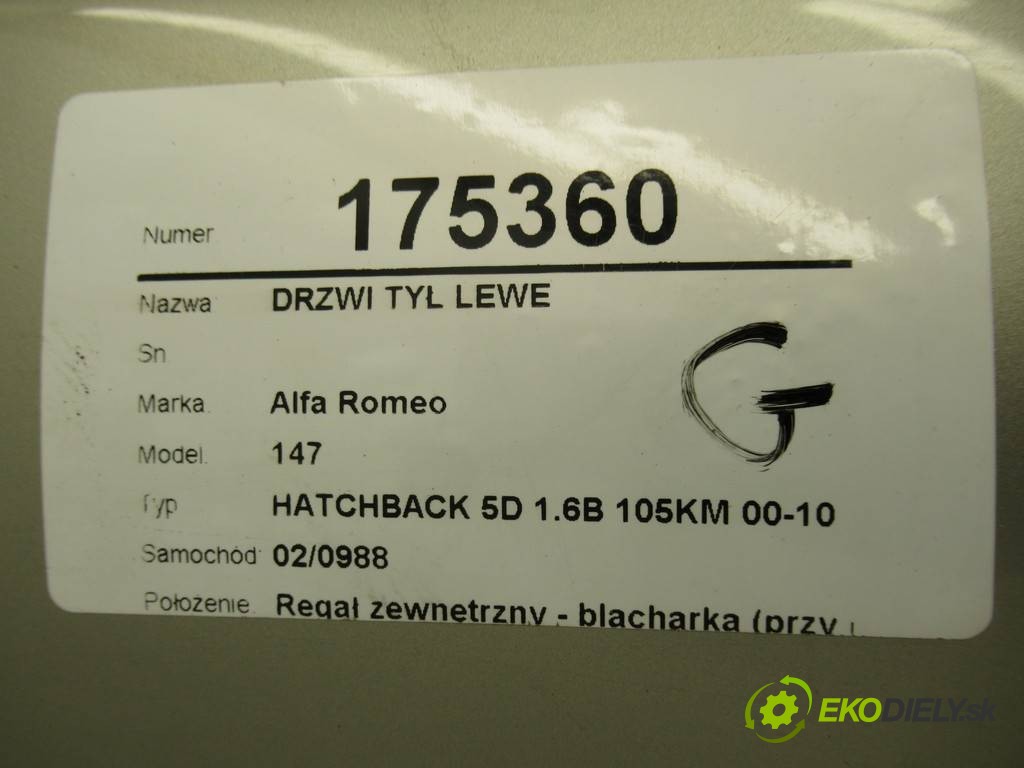 Numer 175360
Nazwa DRZWI TYŁ LEWE
Sn
Marka Alfa Romeo
G
Model 147
Typ HATCHBACK 5D 1.6B 105KM 00-10
Samochód 02/0988
Położenie Regał zewnętrzny - blacharka (przy
EKODIELY.sk